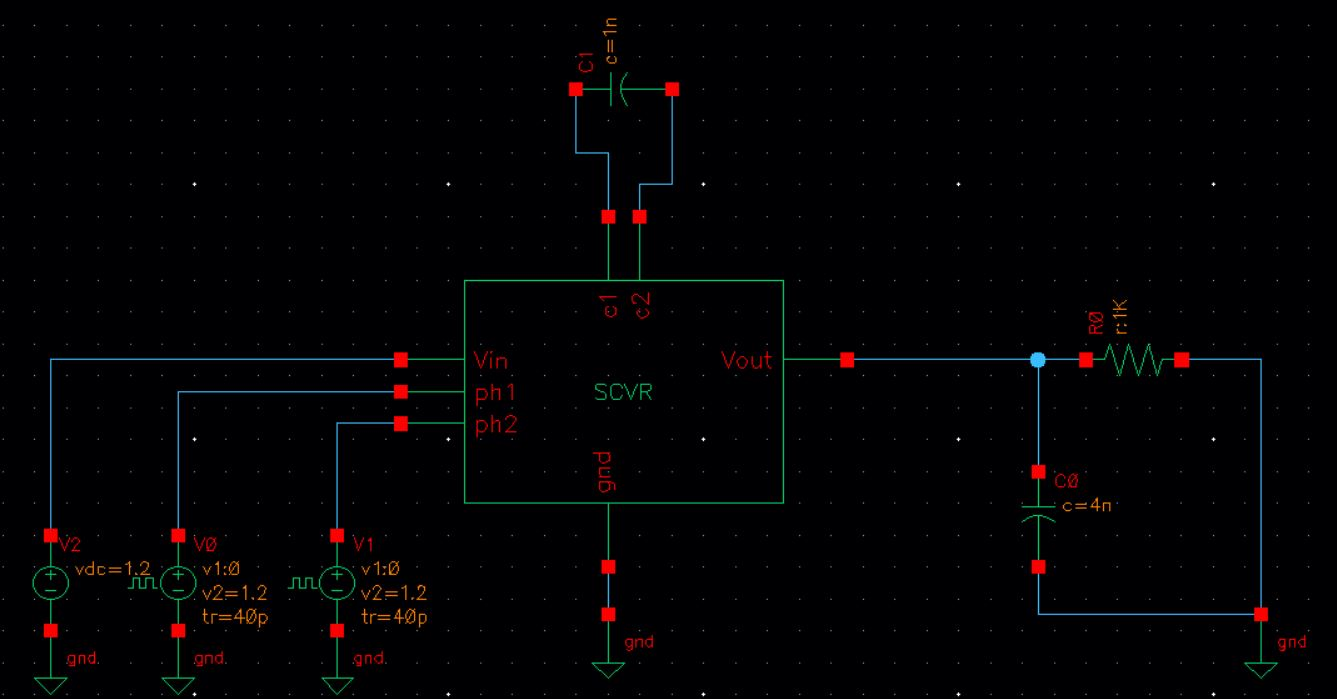 C1
c=1n
c1
c2
Vin
Vout
ph1
SCVR
ph2
gnd
R0
r:1K
C0
c=4n
V2
vdc=1.2
V0
v1:0
v2=1.2
tr=40p
V1
v1:0
v2=1.2
tr=40p
gnd
gnd
gnd
gnd
gnd